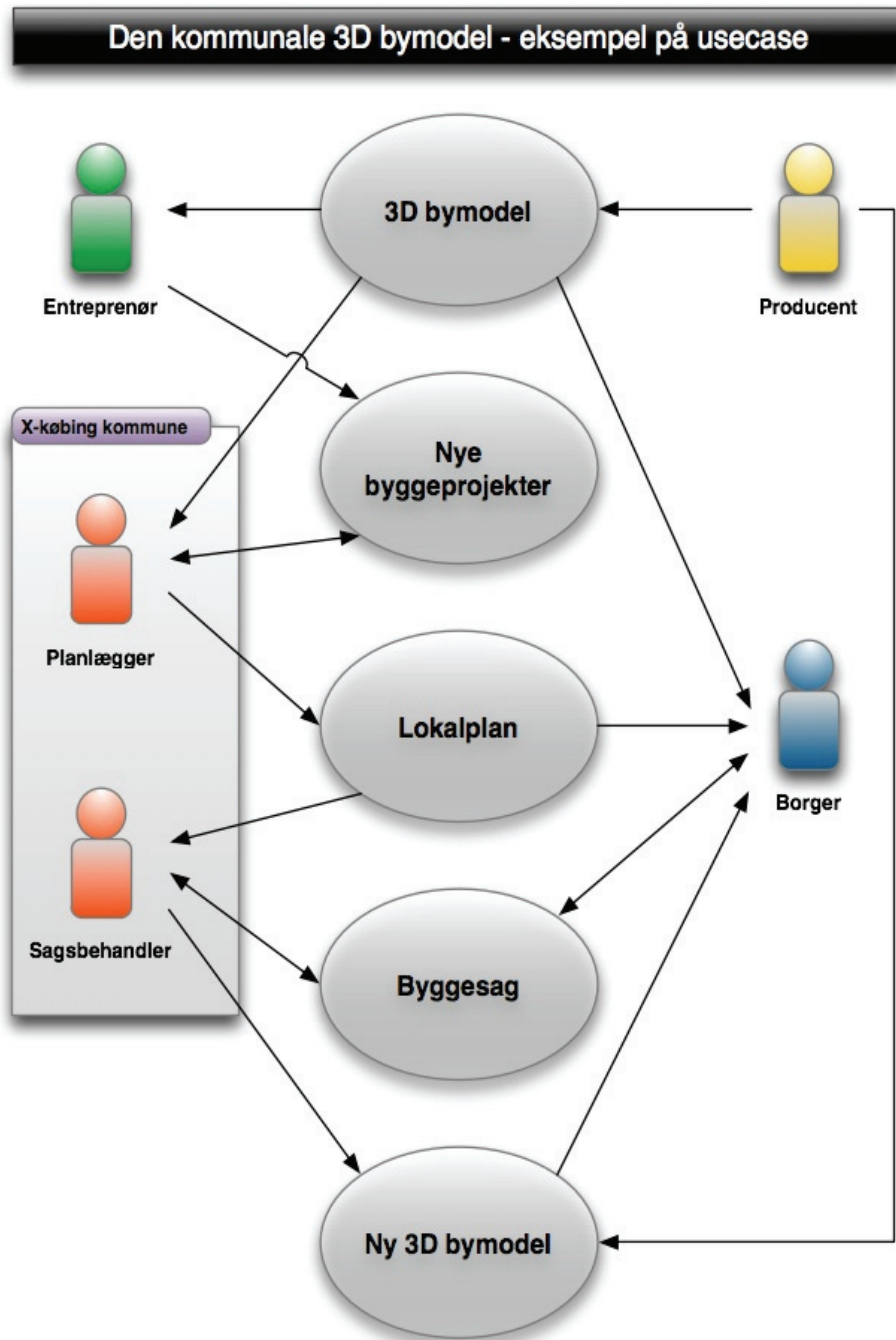 Den kommunale 3D bymodel - eksempel på usecase
3D bymodel
Entreprenør
Producent
X-købing kommune
Nye
byggeprojekter
Planlægger
Lokalplan
Borger
Sagsbehandler
Byggesag
Ny 3D bymodel